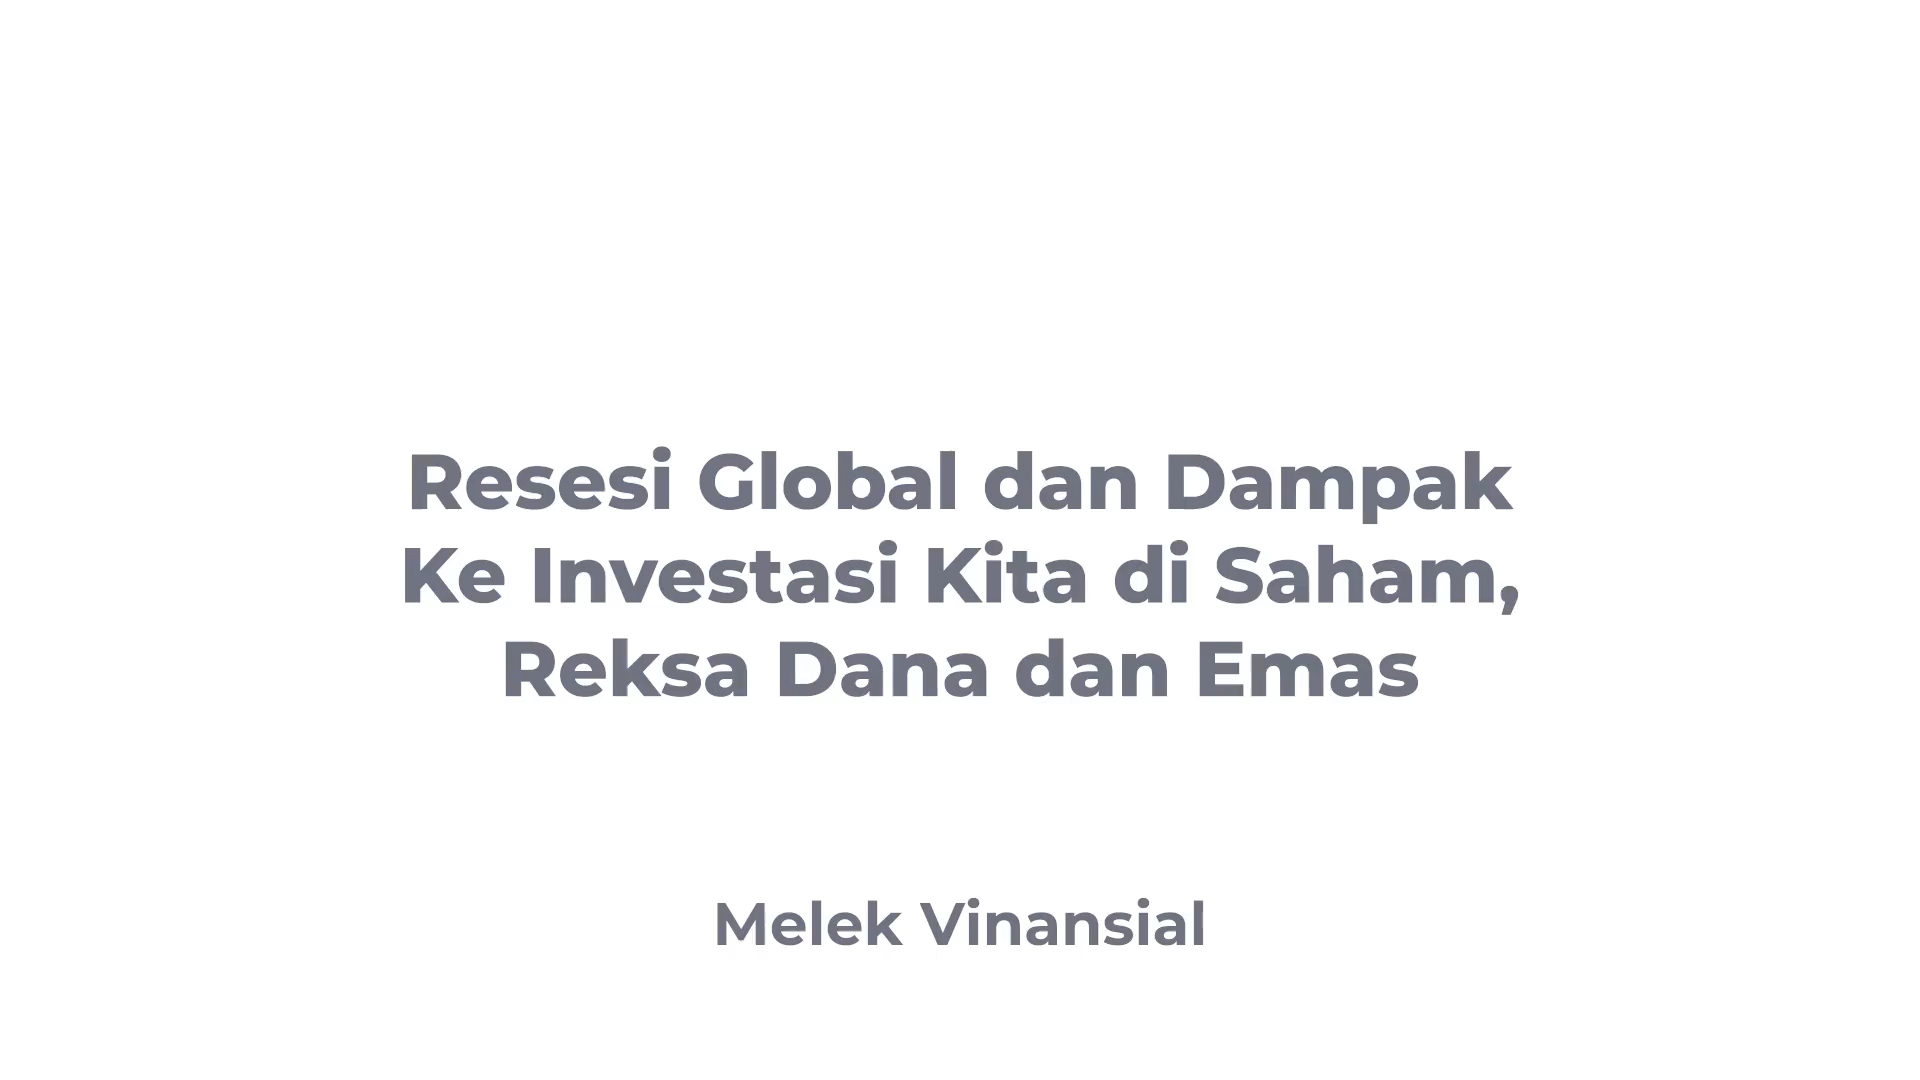 Resesi Global dan Dampak
Ke Investasi Kita di Saham,
Reksa Dana dan Emas
Melek Vinansial